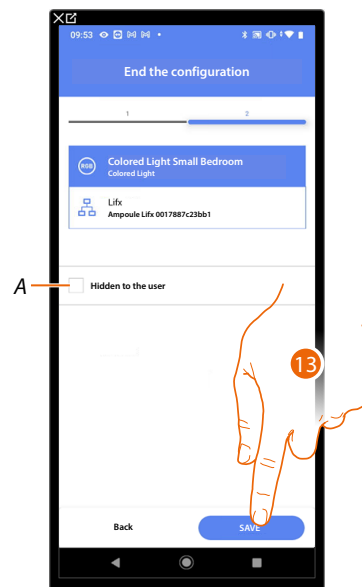 09:53
End the configuration
1 2
RGB
Colored Light Small Bedroom
Colored Light
Lifx
Ampoule Lifx 0017887c23bb1
A
Hidden to the user
13
Back
SAVE